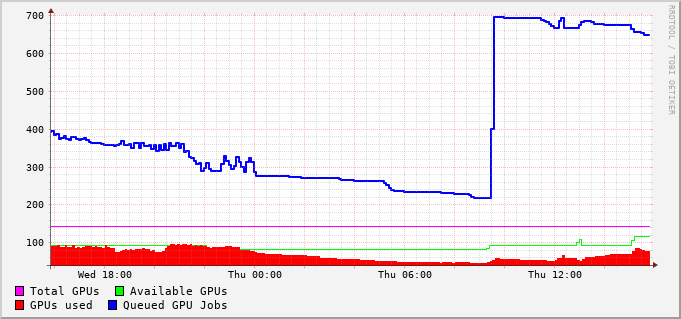 700
600
500
400
300
200
100
Wed 18:00 Thu 00:00 Thu 06:00 Thu 12:00
Total GPUs Available GPUs
GPUs used Queued GPU Jobs
RRDTOOL / TOBI OETIKER